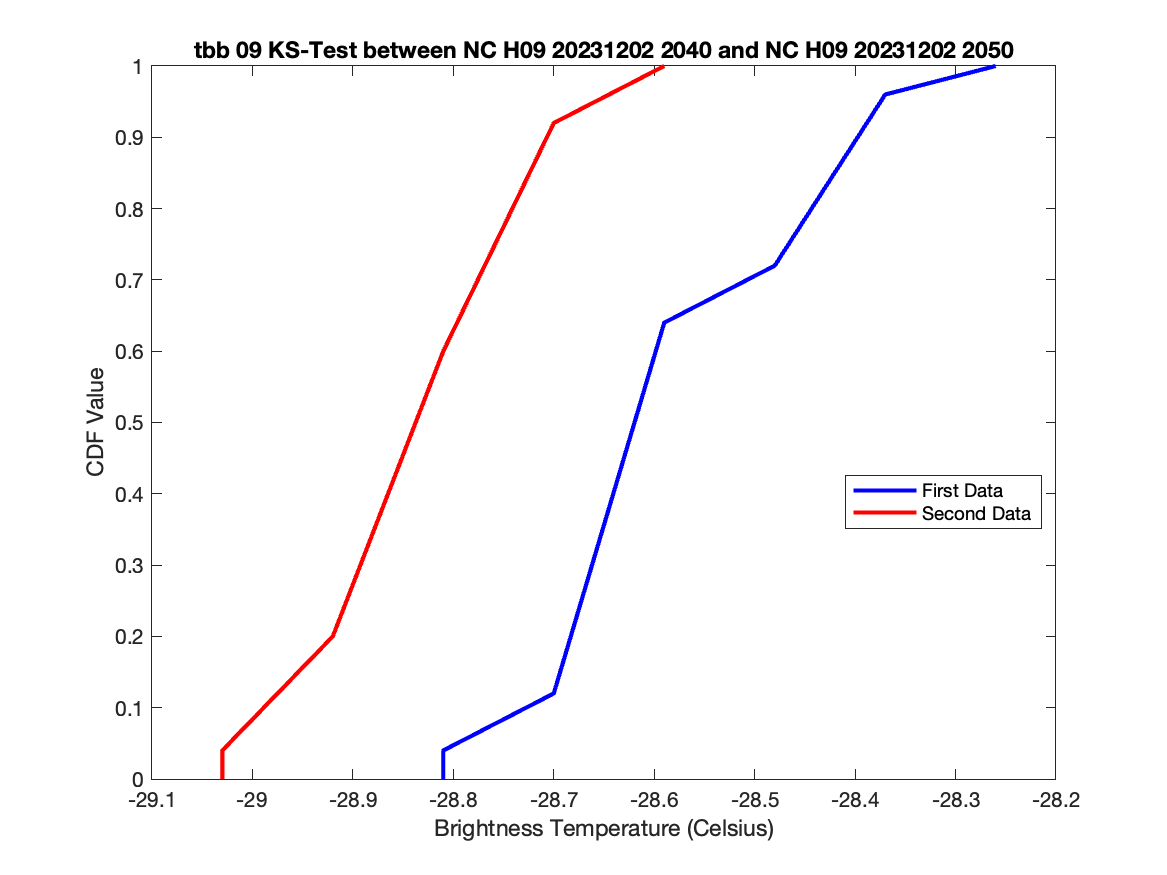 tbb 09 KS-Test between NC H09 20231202 2040 and NC H09 20231202 2050
1
0.9
0.8
0.7
0.6
0.5
0.4
0.3
0.2
0.1
0
CDF Value
First Data
Second Data
-29.1 -29 -28.9 -28.8 -28.7 -28.6 -28.5 -28.4 -28.3 -28.2
Brightness Temperature (Celsius)